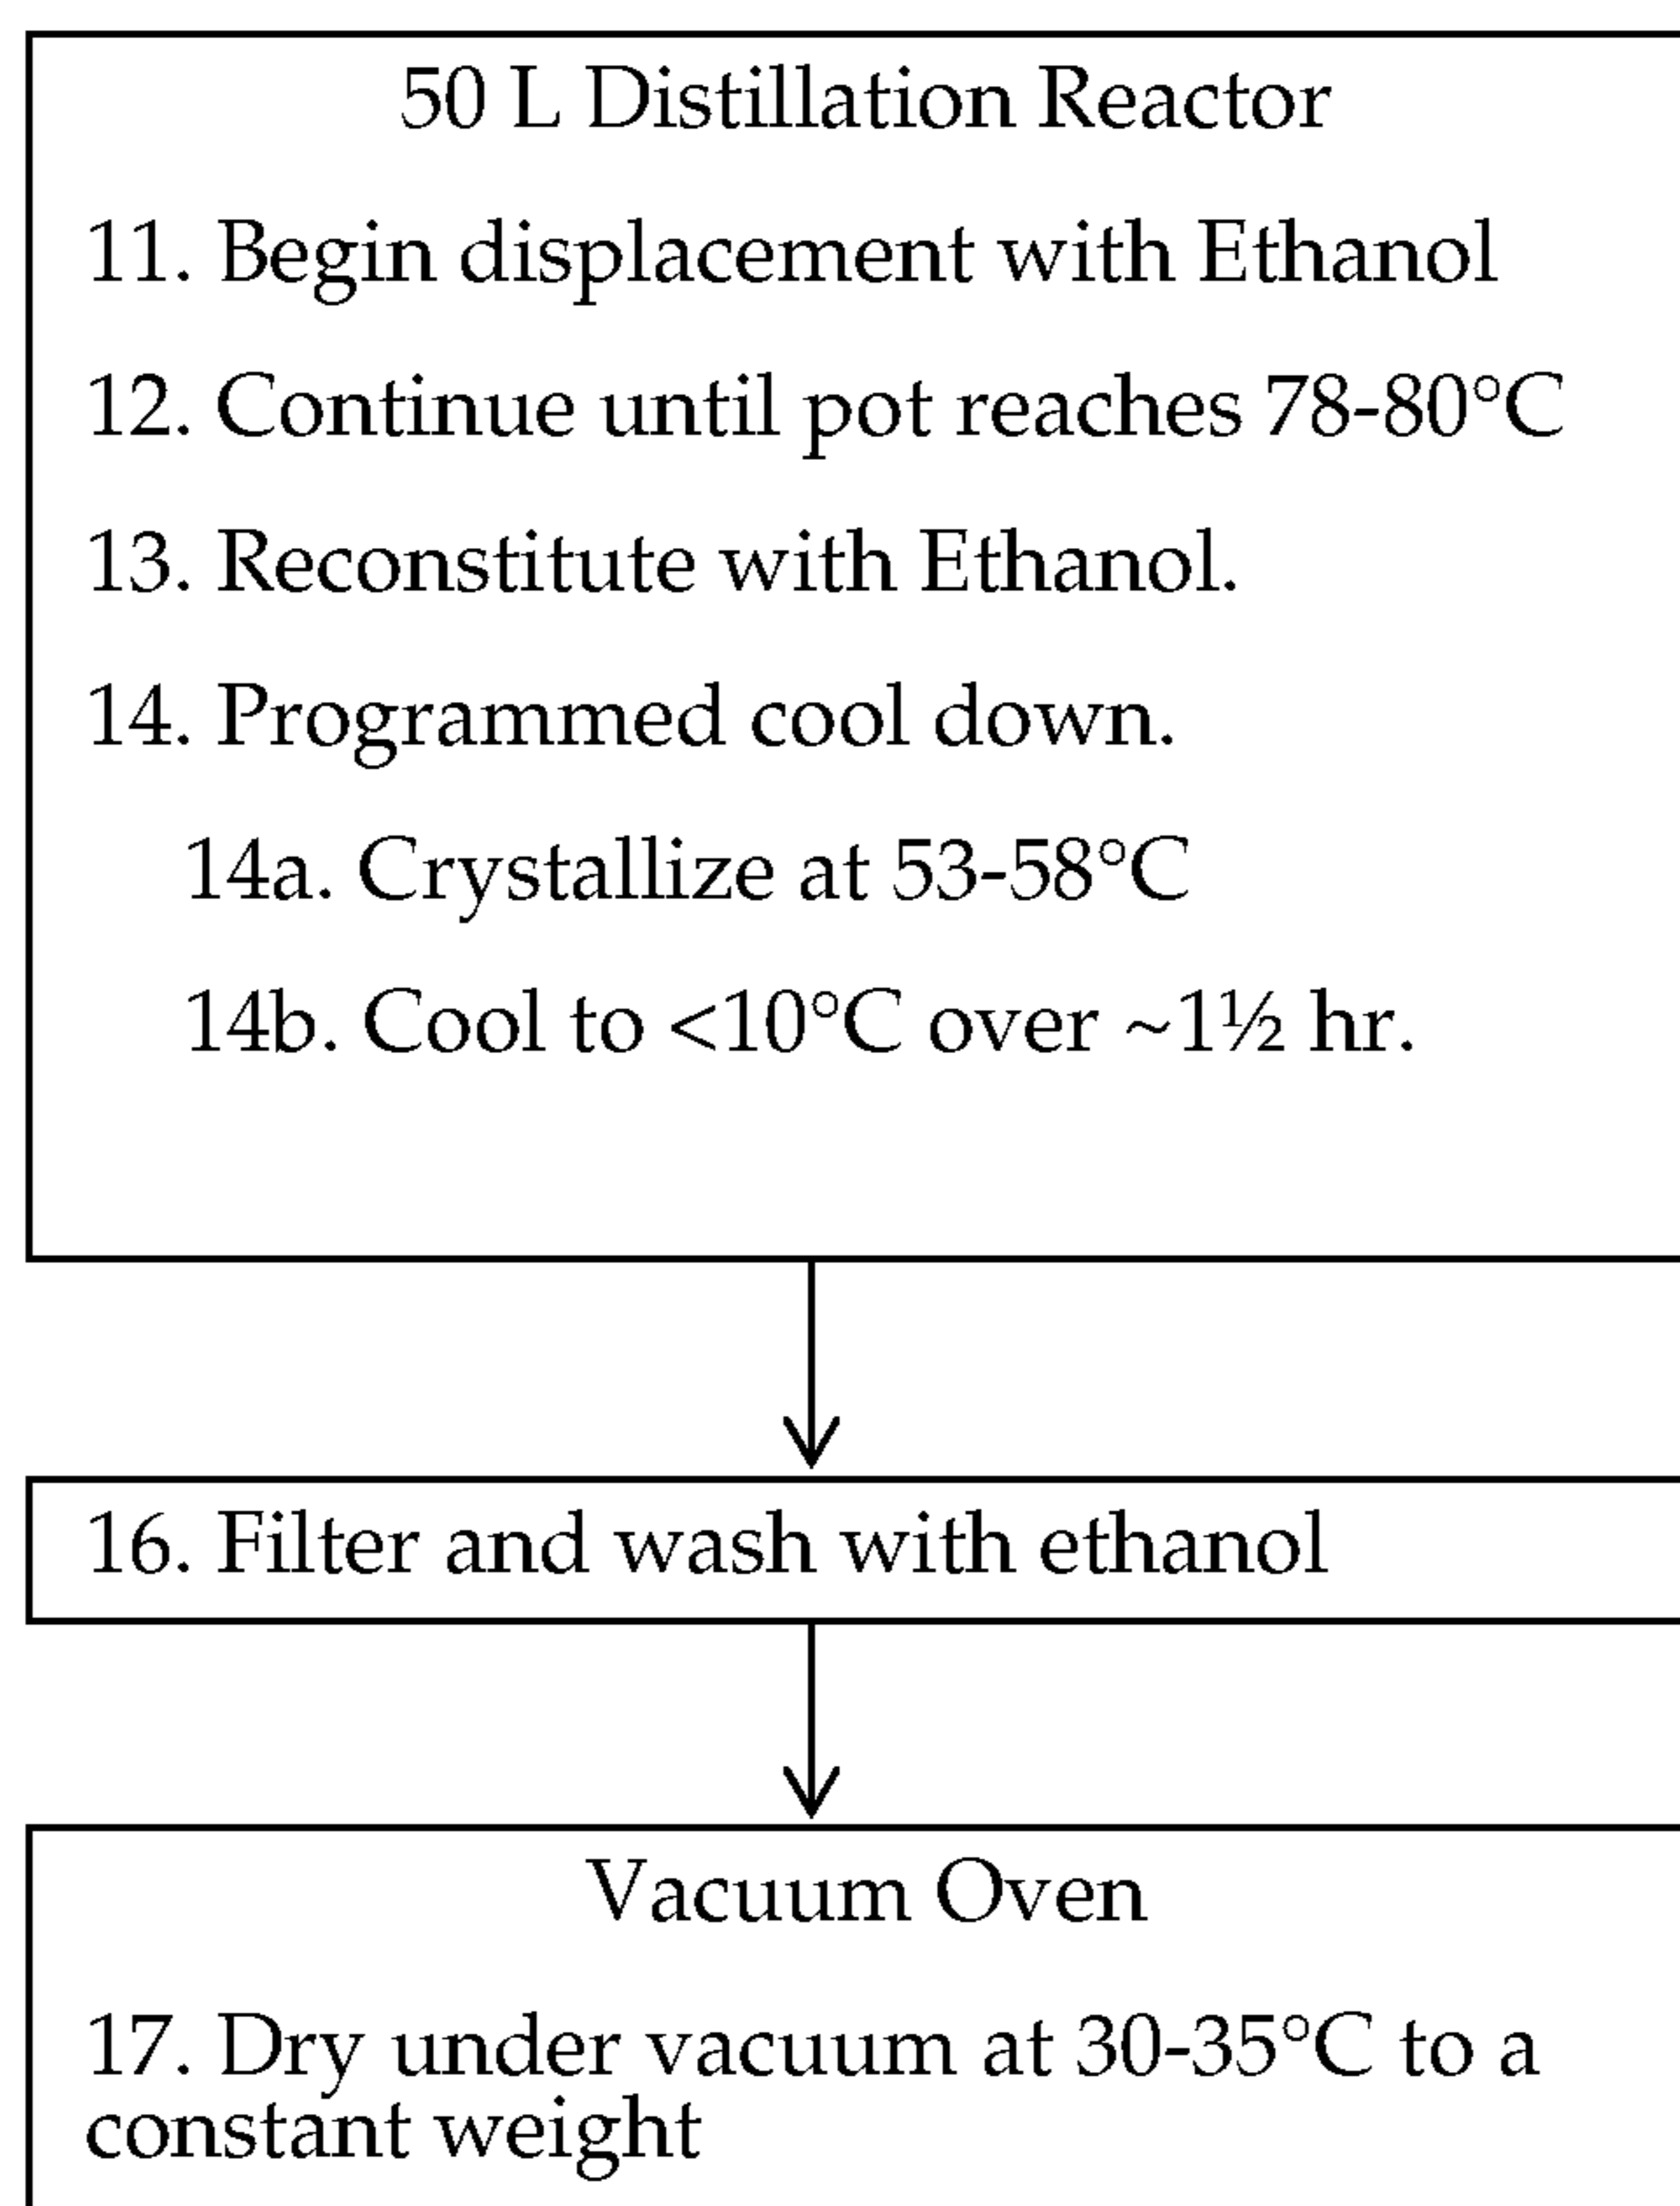 50 L Distillation Reactor
11. Begin displacement with Ethanol
12. Continue until pot reaches 78-80°C
13. Reconstitute with Ethanol.
14. Programmed cool down.
14a. Crystallize at 53-58°C
14b. Cool to <10°C over ~1½ hr.
16. Filter and wash with ethanol
Vacuum Oven
17. Dry under vacuum at 30-35°C to a
constant weight